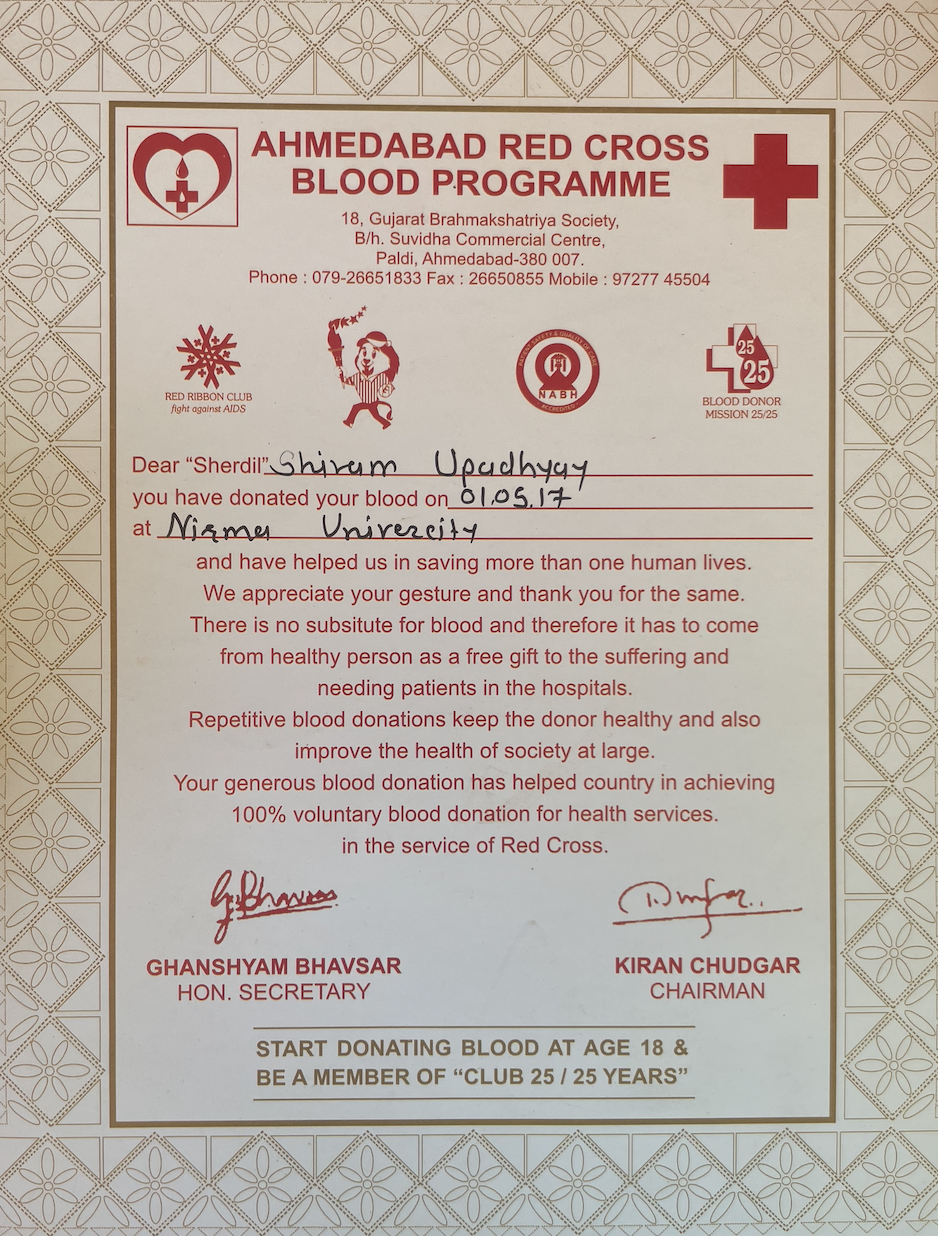 AHMEDABAD RED CROSS
BLOOD PROGRAMME
18, Gujarat Brahmakshatriya Society,
B/h. Suvidha Commercial Centre,
Paldi, Ahmedabad-380 007.
Phone : 079-26651833 Fax : 26650855 Mobile : 97277 45504
RED RIBBON CLUB
fight against AIDS
PATIENT SAFETY & QUALITY OF CARE
NABH
ACCREDITED
25
25
BLOOD DONOR
MISSION 25/25
Dear “Sherdil” Shivam Upadhyay
you have donated your blood on 01.05.17
at Nirma Univercity
and have helped us in saving more than one human lives.
We appreciate your gesture and thank you for the same.
There is no subsitute for blood and therefore it has to come
from healthy person as a free gift to the suffering and
needing patients in the hospitals.
Repetitive blood donations keep the donor healthy and also
improve the health of society at large.
Your generous blood donation has helped country in achieving
100% voluntary blood donation for health services.
in the service of Red Cross.
G. Bhavsar
GHANSHYAM BHAVSAR
HON. SECRETARY
KIRAN CHUDGAR
CHAIRMAN
START DONATING BLOOD AT AGE 18 &
BE A MEMBER OF “CLUB 25 / 25 YEARS”